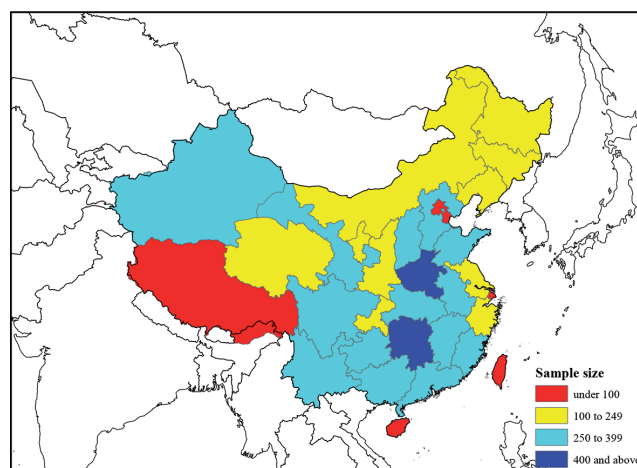 Sample size
under 100
100 to 249
250 to 399
400 and above